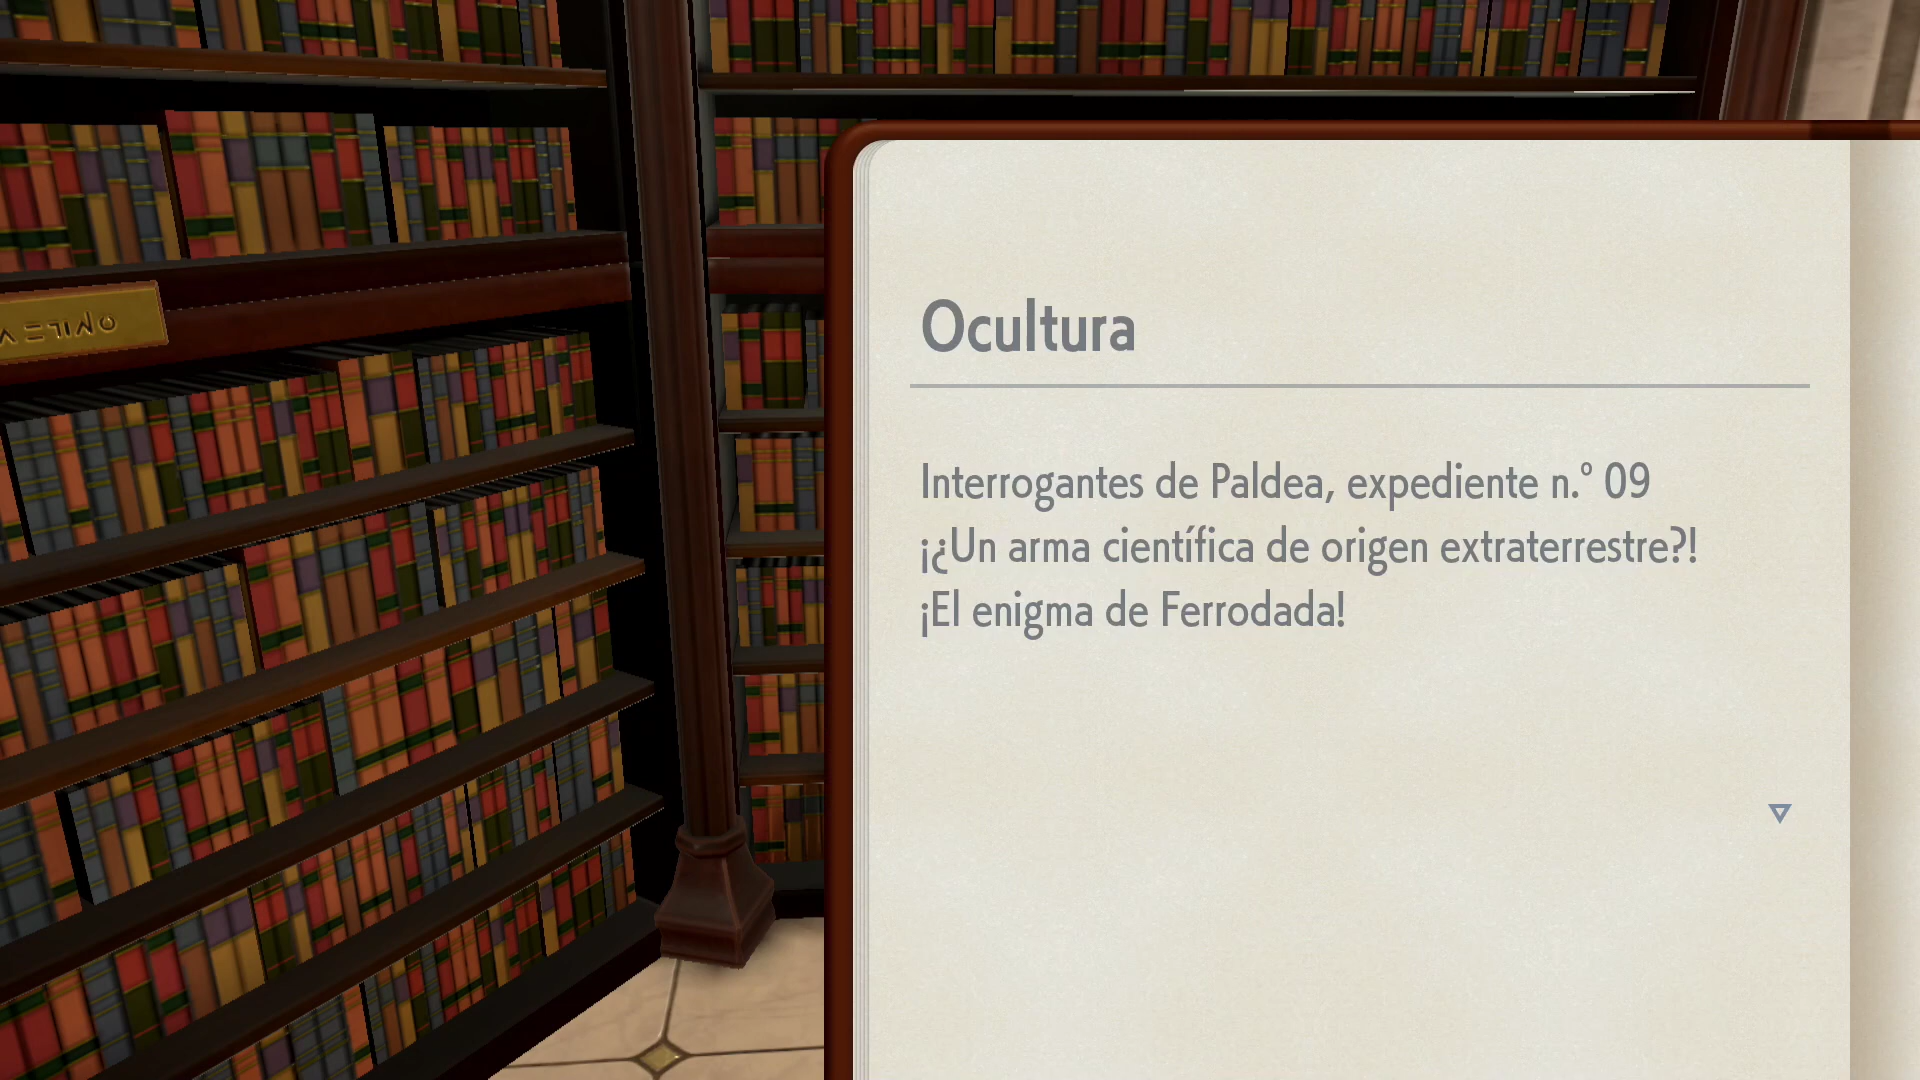 Ocultura
Interrogantes de Paldea, expediente n.° 09
¡¿Un arma científica de origen extraterrestre?!
¡El enigma de Ferrodada!